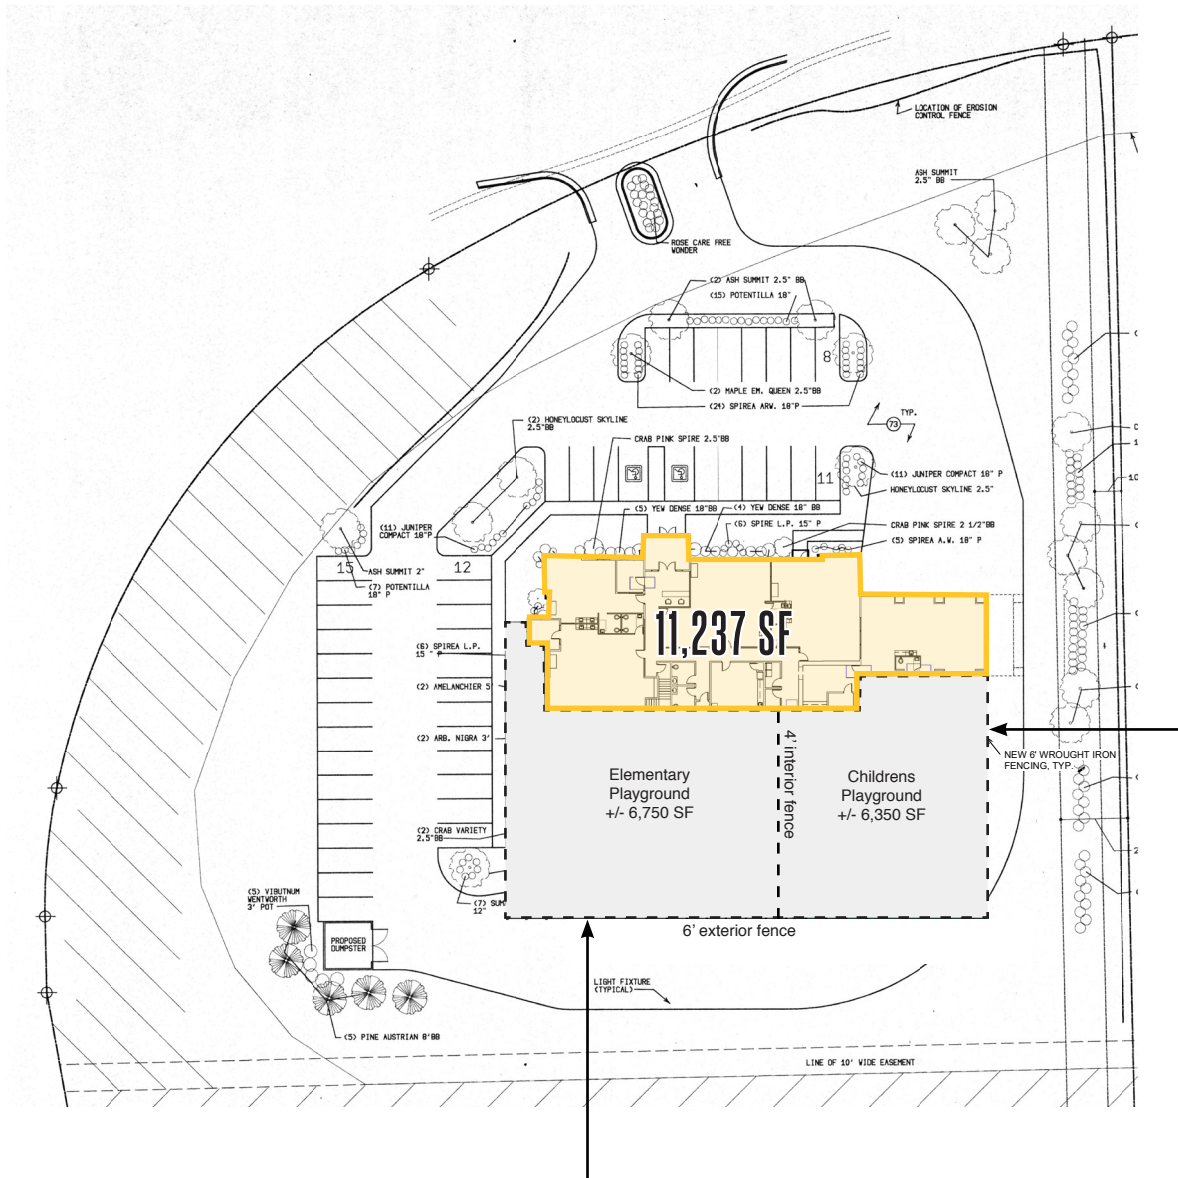 LOCATION OF EROSION
CONTROL FENCE
ASH SUMMIT
2.5" BB
ROSE CARE FREE
WONDER
(2) ASH SUMMIT 2.5" BB
(15) POTENTILLA 18"
8
(2) MAPLE EM. QUEEN 2.5"BB
(24) SPIREA ARW. 18"P
TYP.
73
(2) HONEYLOCUST SKYLINE
2.5"BB
CRAB PINK SPIRE 2.5"BB
11
(11) JUNIPER COMPACT 18" P
HONEYLOCUST SKYLINE 2.5"
(5) YEW DENSE 18"BB
(4) YEW DENSE 18" BB
(6) SPIRE L.P. 15" P
CRAB PINK SPIRE 2 1/2"BB
(5) SPIREA A.W. 18" P
(11) JUNIPER
COMPACT 18"P
15
12
ASH SUMMIT 2"
(7) POTENTILLA
18" P
11,237 SF
(6) SPIREA L.P.
15 " P
(2) AMELANCHIER 5'
(2) ARB. NIGRA 3'
4' interior fence
NEW 6' WROUGHT IRON
FENCING, TYP.
Elementary
Playground
+/- 6,750 SF
Childrens
Playground
+/- 6,350 SF
(2) CRAB VARIETY
2.5"BB
(5) VIBUTNUM
WENTWORTH
3' POT
(7) SUM
12"
6' exterior fence
PROPOSED
DUMPSTER
LIGHT FIXTURE
(TYPICAL)
(5) PINE AUSTRIAN 8'BB
LINE OF 10' WIDE EASEMENT